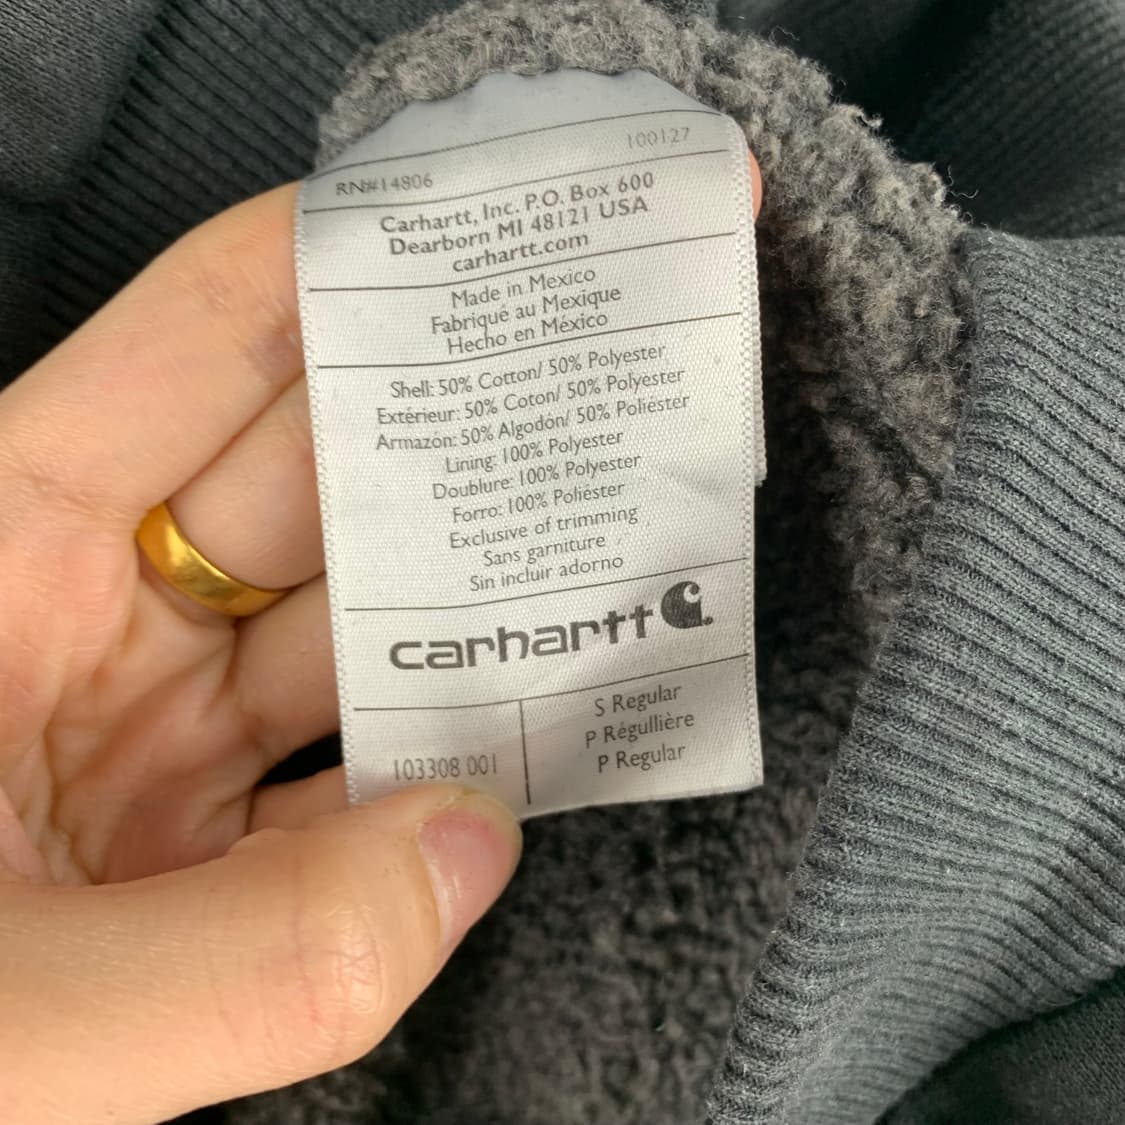 100127
RN#14806
Carhartt, Inc. P.O. Box 600
Dearborn MI 48121 USA
carhartt.com
Made in Mexico
Fabriqué au Mexique
Hecho en México
Shell: 50% Cotton/ 50% Polyester
Extérieur: 50% Coton/ 50% Polyester
Armazón: 50% Algodón/ 50% Poliéster
Lining: 100% Polyester
Doublure: 100% Polyester
Forro: 100% Poliéster
Exclusive of trimming
Sans garniture
Sin incluir adorno
carhartt
S Regular
P Régullière
P Regular
103308 001